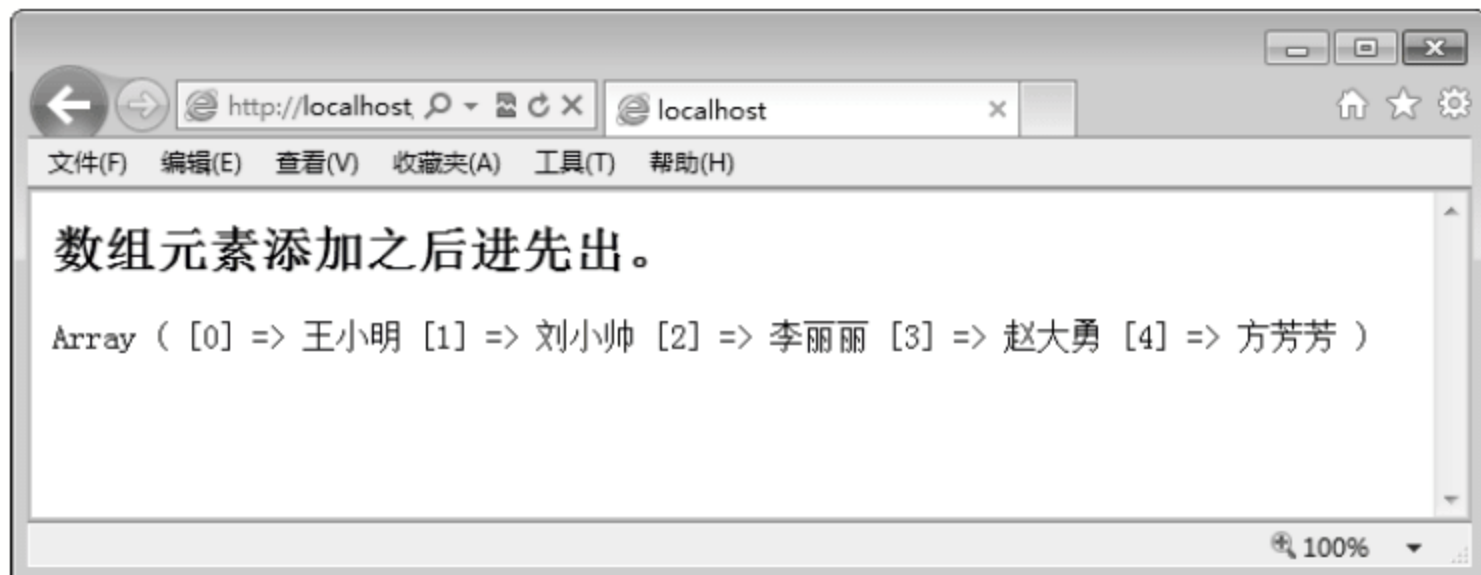 http://localhost
localhost
文件(F) 编辑(E) 查看(V) 收藏夹(A) 工具(T) 帮助(H)
数组元素添加之后进先出。
Array ( [0] => 王小明 [1] => 刘小帅 [2] => 李丽丽 [3] => 赵大勇 [4] => 方芳芳 )
100%